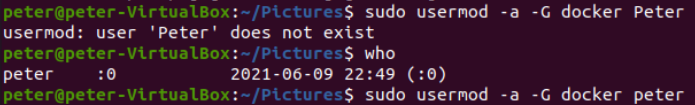 peter@peter-VirtualBox:~/Pictures$ sudo usermod -a -G docker Peter
usermod: user 'Peter' does not exist
peter@peter-VirtualBox:~/Pictures$ who
peter    :0           2021-06-09 22:49 (:0)
peter@peter-VirtualBox:~/Pictures$ sudo usermod -a -G docker peter